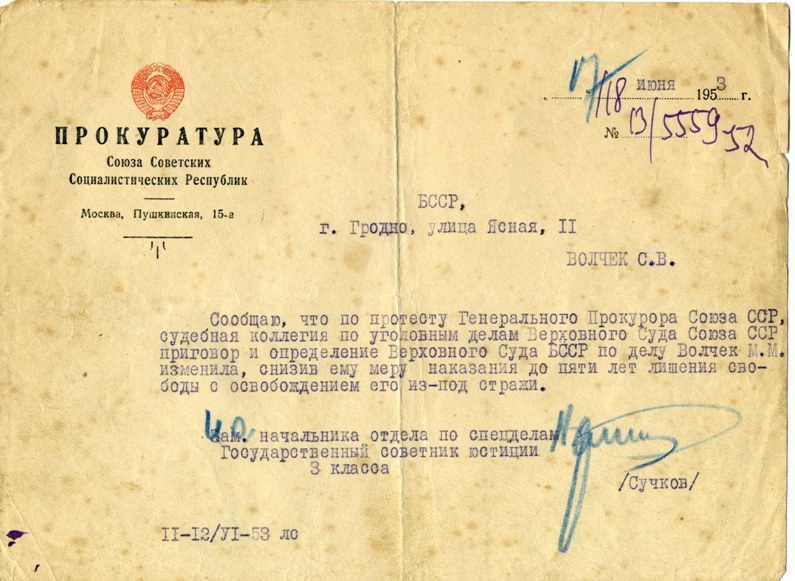 ПРОКУРАТУРА
Союза Советских
Социалистических Республик
Москва, Пушкинская, 15-а
июня 1953 г.
№ 13/5559-52
БССР,
г. Гродно, улица Ясная, II
ВОЛЧЕК С.В.
Сообщаю, что по протесту Генерального Прокурора Союза ССР,
судебная коллегия по уголовным делам Верховного Суда Союза ССР
приговор и определение Верховного Суда БССР по делу Волчек М.М.
изменила, снизив ему меру наказания до пяти лет лишения сво-
боды с освобождением его из-под стражи.
Зам. начальника отдела по спецделам
Государственный советник юстиции
3 класса
/Сучков/
II-12/УI-53 лс